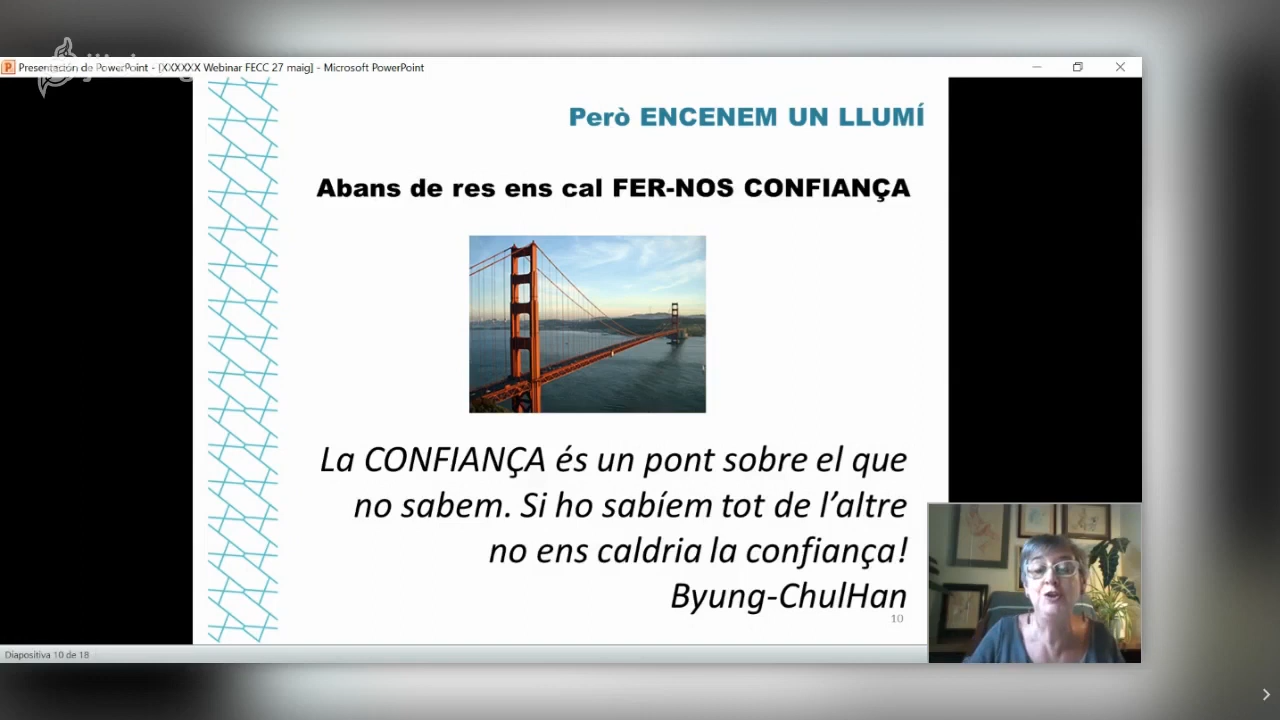 Presentación de PowerPoint - [XXXXXX Webinar FECC 27 maig] - Microsoft PowerPoint
Però ENCENEM UN LLUMÍ
Abans de res ens cal FER-NOS CONFIANÇA
La CONFIANÇA és un pont sobre el que
no sabem. Si ho sabíem tot de l’altre
no ens caldria la confiança!
Byung-ChulHan
10
Diapositiva 10 de 18